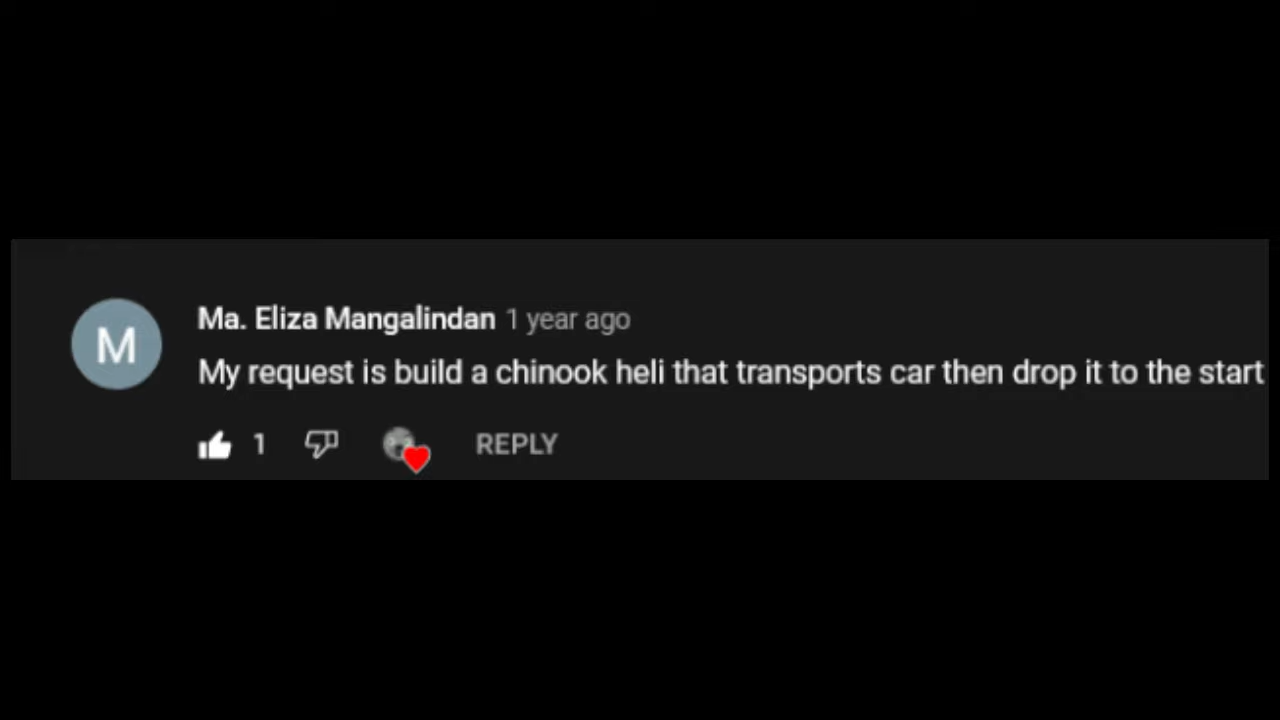 M
Ma. Eliza Mangalindan 1 year ago
My request is build a chinook heli that transports car then drop it to the start
1 REPLY